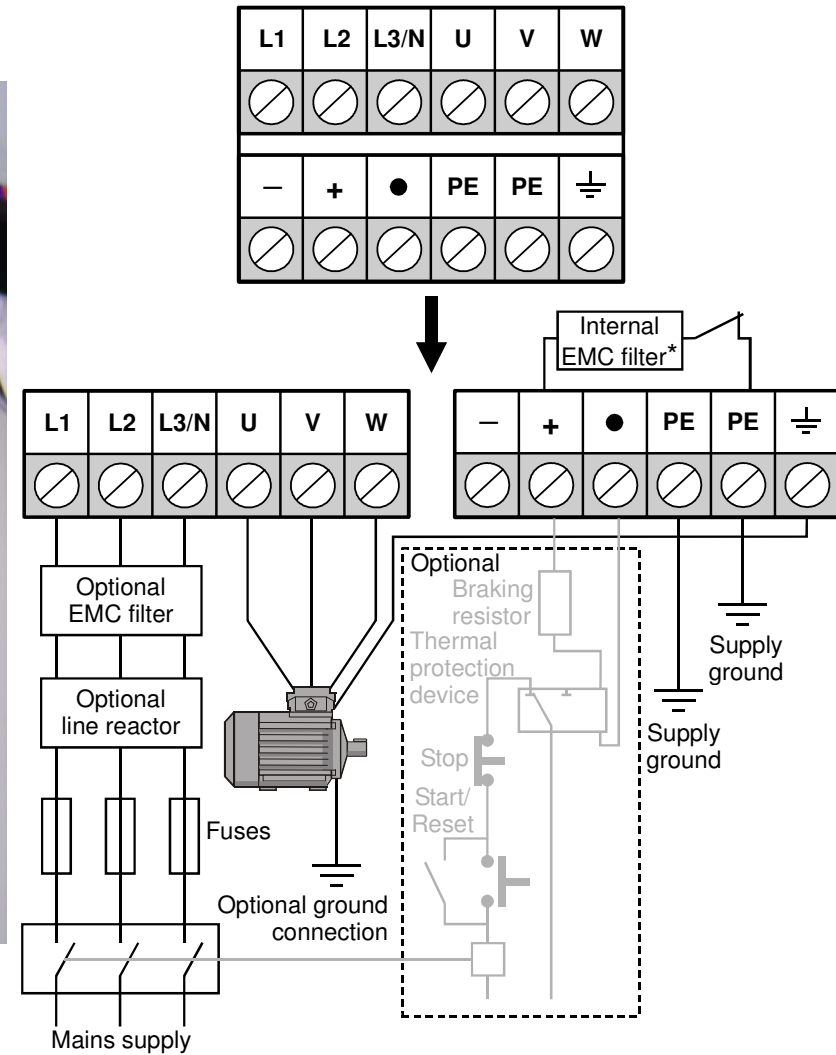 L1 L2 L3/N U V W
− + ● PE PE ⏚
Internal
EMC filter*
L1 L2 L3/N U V W
− + ● PE PE ⏚
Optional
EMC filter
Optional
line reactor
Fuses
Optional ground
connection
Mains supply
Optional
Braking
resistor
Thermal
protection
device
Stop
Start/
Reset
Supply
ground
Supply
ground